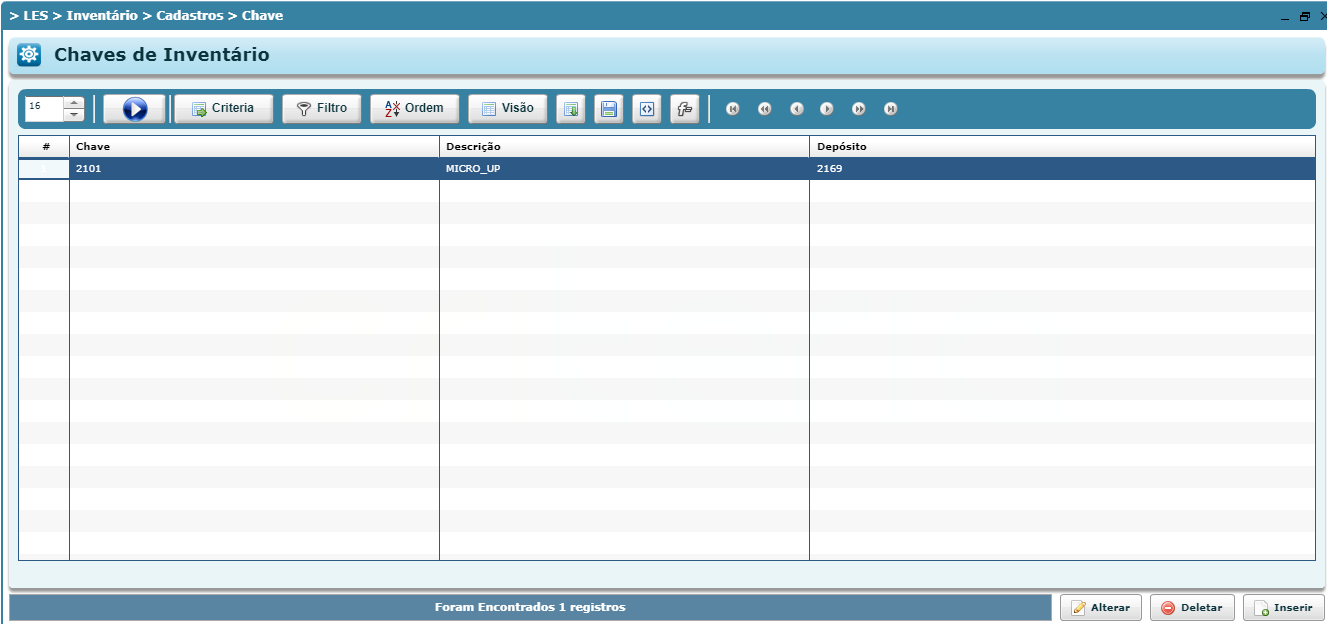 > LES > Inventário > Cadastros > Chave
Chaves de Inventário
16 Criteria Filtro Ordem Visão
# Chave Descrição Depósito
2101 MICRO_UP 2169
Foram Encontrados 1 registros Alterar Deletar Inserir